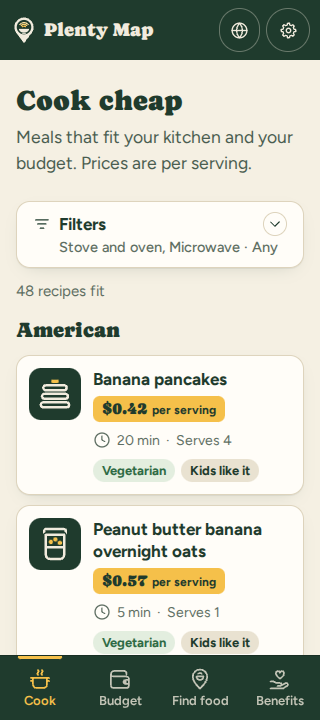 Plenty Map
Cook cheap
Meals that fit your kitchen and your
budget. Prices are per serving.
Filters
Stove and oven, Microwave · Any
48 recipes fit
American
Banana pancakes
$0.42 per serving
20 min · Serves 4
Vegetarian Kids like it
Peanut butter banana
overnight oats
$0.57 per serving
5 min · Serves 1
Vegetarian Kids like it
Cook Budget Find food Benefits